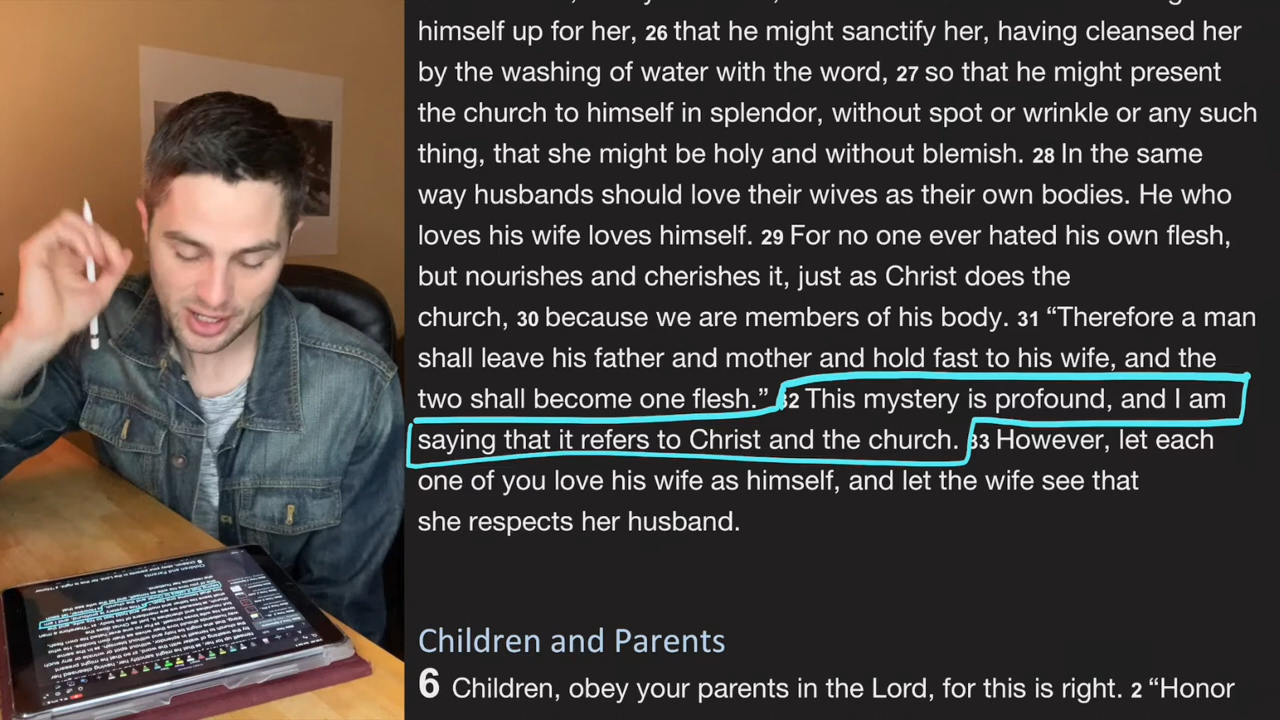 himself up for her, 26 that he might sanctify her, having cleansed her
by the washing of water with the word, 27 so that he might present
the church to himself in splendor, without spot or wrinkle or any such
thing, that she might be holy and without blemish. 28 In the same
way husbands should love their wives as their own bodies. He who
loves his wife loves himself. 29 For no one ever hated his own flesh,
but nourishes and cherishes it, just as Christ does the
church, 30 because we are members of his body. 31 “Therefore a man
shall leave his father and mother and hold fast to his wife, and the
two shall become one flesh.” 32 This mystery is profound, and I am
saying that it refers to Christ and the church. 33 However, let each
one of you love his wife as himself, and let the wife see that
she respects her husband.
Children and Parents
6 Children, obey your parents in the Lord, for this is right. 2 “Honor